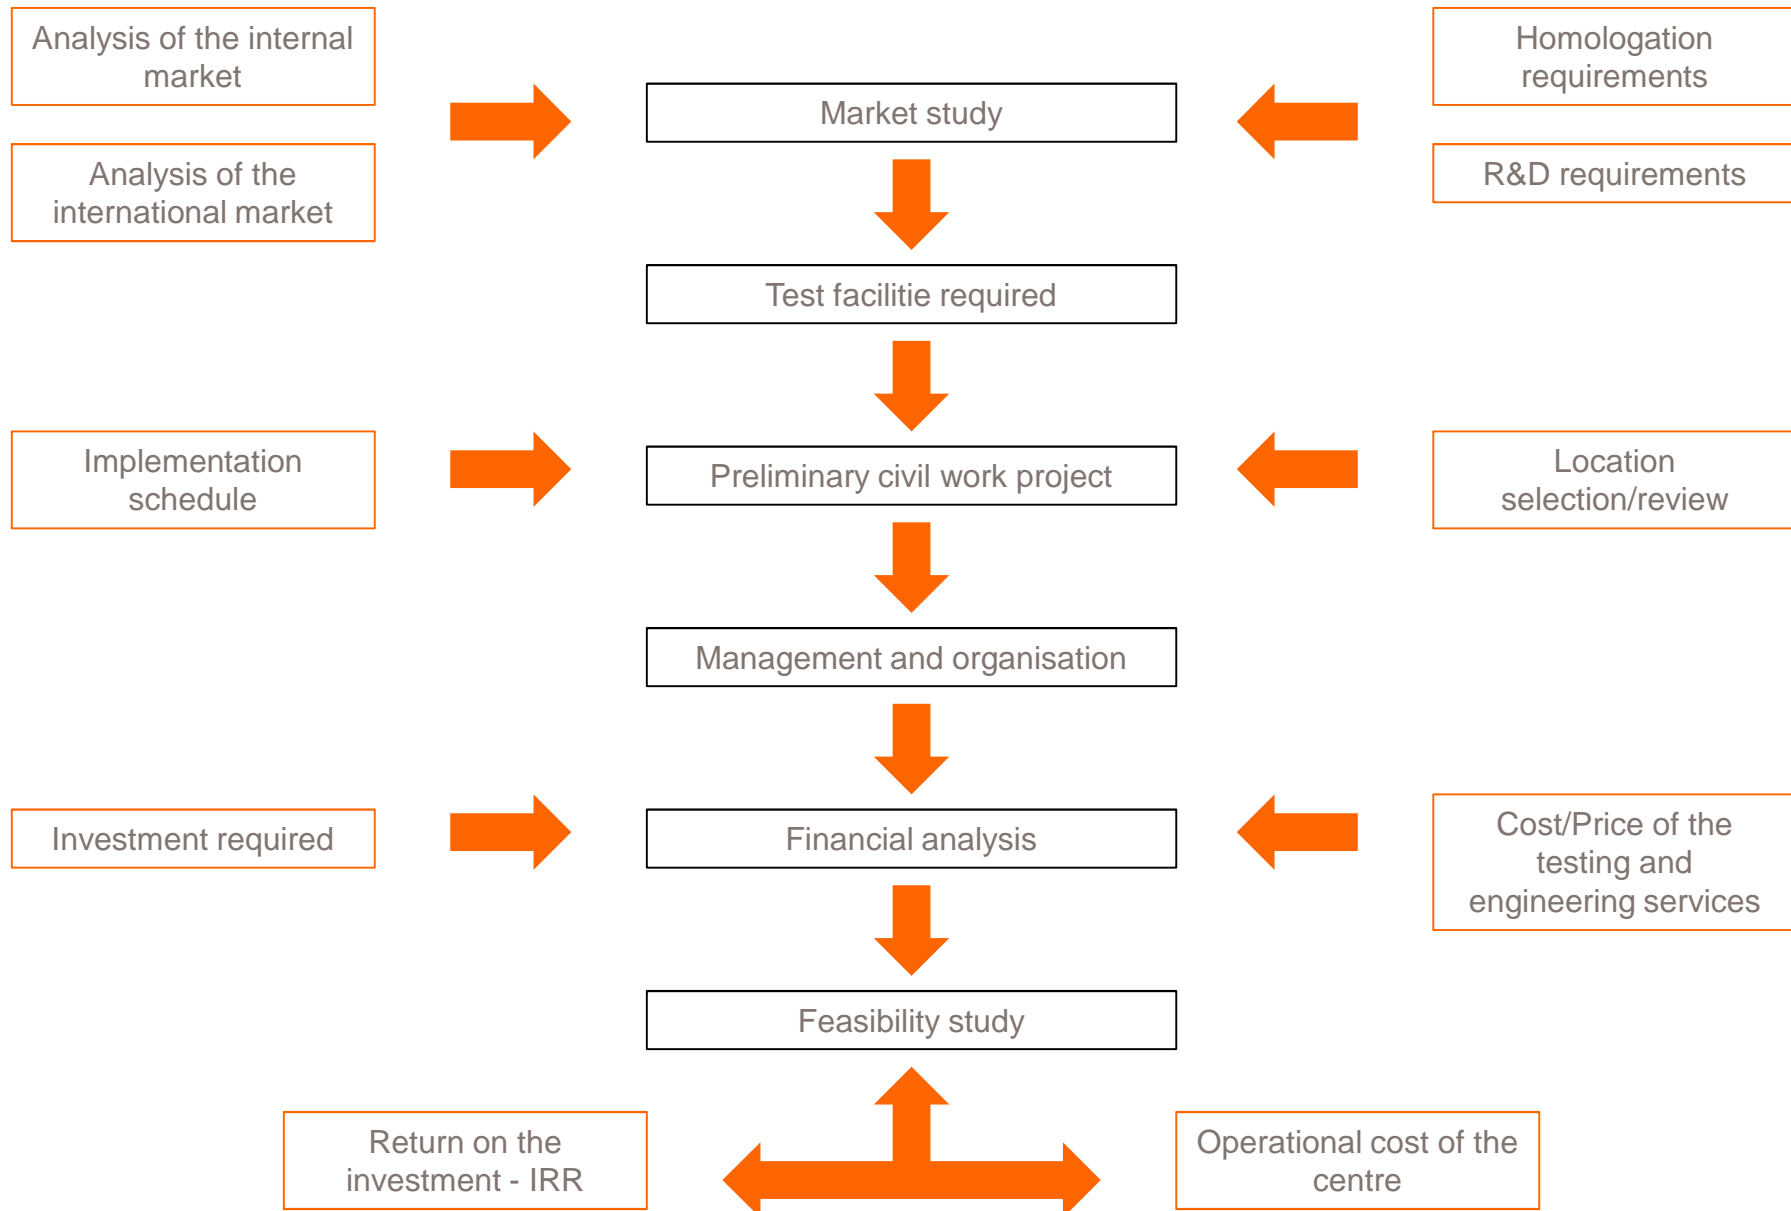 Analysis of the internal
market
Homologation
requirements
Market study
Analysis of the
international market
R&D requirements
Test facilitie required
Implementation
schedule
Preliminary civil work project
Location
selection/review
Management and organisation
Investment required
Financial analysis
Cost/Price of the
testing and
engineering services
Feasibility study
Return on the
investment - IRR
Operational cost of the
centre